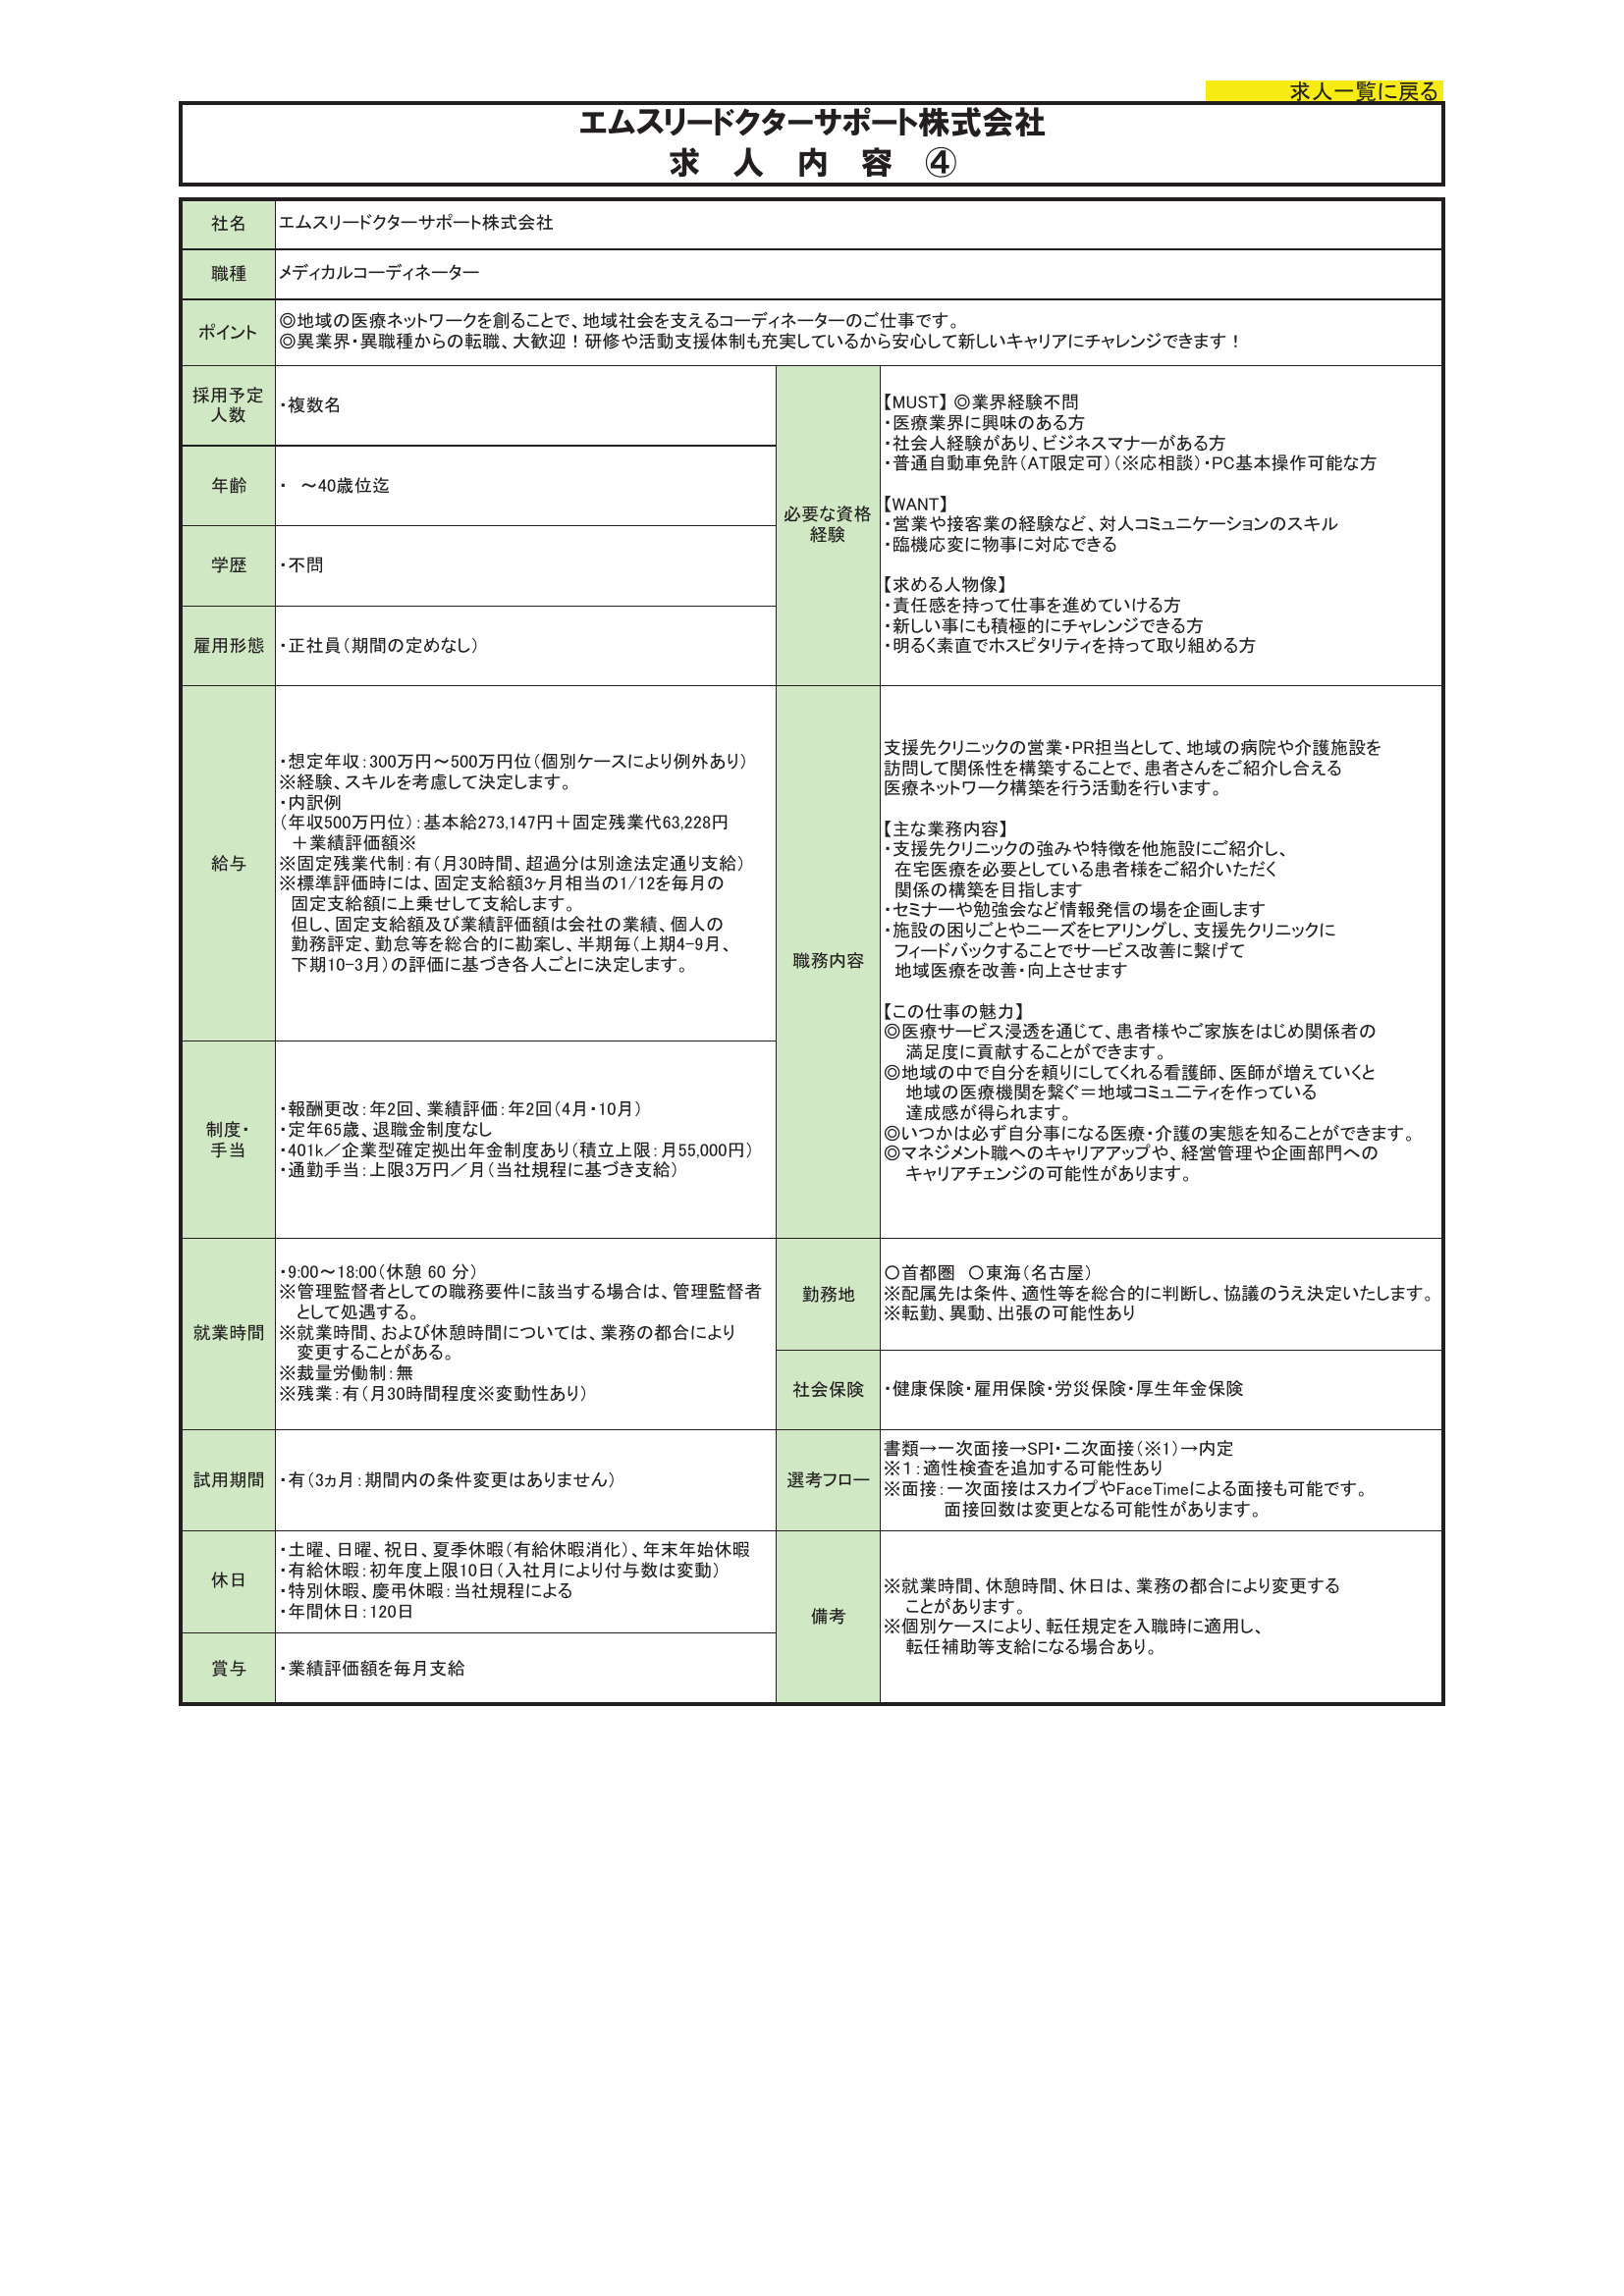 求人一覧に戻る
エムスリードクターサポート株式会社
求　人　内　容　④
社名
エムスリードクターサポート株式会社
職種
メディカルコーディネーター
ポイント
◎地域の医療ネットワークを創ることで、地域社会を支えるコーディネーターのご仕事です。
◎異業界・異職種からの転職、大歓迎！研修や活動支援体制も充実しているから安心して新しいキャリアにチャレンジできます！
採用予定
人数
・複数名
年齢
・　～40歳位迄
学歴
・不問
雇用形態
・正社員（期間の定めなし）
必要な資格
経験
【MUST】 ◎業界経験不問
・医療業界に興味のある方
・社会人経験があり、ビジネスマナーがある方
・普通自動車免許（AT限定可）（※応相談）・PC基本操作可能な方
【WANT】
・営業や接客業の経験など、対人コミュニケーションのスキル
・臨機応変に物事に対応できる
【求める人物像】
・責任感を持って仕事を進めていける方
・新しい事にも積極的にチャレンジできる方
・明るく素直でホスピタリティを持って取り組める方
給与
・想定年収：300万円～500万円位（個別ケースにより例外あり）
※経験、スキルを考慮して決定します。
・内訳例
（年収500万円位）：基本給273,147円＋固定残業代63,228円
＋業績評価額※
※固定残業代制：有（月30時間、超過分は別途法定通り支給）
※標準評価時には、固定支給額3ヶ月相当の1/12を毎月の
固定支給額に上乗せして支給します。
但し、固定支給額及び業績評価額は会社の業績、個人の
勤務評定、勤怠等を総合的に勘案し、半期毎（上期4-9月、
下期10-3月）の評価に基づき各人ごとに決定します。
制度・
手当
・報酬更改：年2回、業績評価：年2回（4月・10月）
・定年65歳、退職金制度なし
・401k／企業型確定拠出年金制度あり（積立上限：月55,000円）
・通勤手当：上限3万円／月（当社規程に基づき支給）
職務内容
支援先クリニックの営業・PR担当として、地域の病院や介護施設を
訪問して関係性を構築することで、患者さんをご紹介し合える
医療ネットワーク構築を行う活動を行います。
【主な業務内容】
・支援先クリニックの強みや特徴を他施設にご紹介し、
在宅医療を必要としている患者様をご紹介いただく
関係の構築を目指します
・セミナーや勉強会など情報発信の場を企画します
・施設の困りごとやニーズをヒアリングし、支援先クリニックに
フィードバックすることでサービス改善に繋げて
地域医療を改善・向上させます
【この仕事の魅力】
◎医療サービス浸透を通じて、患者様やご家族をはじめ関係者の
満足度に貢献することができます。
◎地域の中で自分を頼りにしてくれる看護師、医師が増えていくと
地域の医療機関を繋ぐ＝地域コミュニティを作っている
達成感が得られます。
◎いつかは必ず自分事になる医療・介護の実態を知ることができます。
◎マネジメント職へのキャリアアップや、経営管理や企画部門への
キャリアチェンジの可能性があります。
就業時間
・9:00～18:00（休憩 60 分）
※管理監督者としての職務要件に該当する場合は、管理監督者
として処遇する。
※就業時間、および休憩時間については、業務の都合により
変更することがある。
※裁量労働制：無
※残業：有（月30時間程度※変動性あり）
勤務地
○首都圏　○東海（名古屋）
※配属先は条件、適性等を総合的に判断し、協議のうえ決定いたします。
※転勤、異動、出張の可能性あり
社会保険
・健康保険・雇用保険・労災保険・厚生年金保険
試用期間
・有（3ヵ月：期間内の条件変更はありません）
選考フロー
書類→一次面接→SPI・二次面接（※1）→内定
※１：適性検査を追加する可能性あり
※面接：一次面接はスカイプやFaceTimeによる面接も可能です。
面接回数は変更となる可能性があります。
休日
・土曜、日曜、祝日、夏季休暇（有給休暇消化）、年末年始休暇
・有給休暇：初年度上限10日（入社月により付与数は変動）
・特別休暇、慶弔休暇：当社規程による
・年間休日：120日
賞与
・業績評価額を毎月支給
備考
※就業時間、休憩時間、休日は、業務の都合により変更する
ことがあります。
※個別ケースにより、転任規定を入職時に適用し、
転任補助等支給になる場合あり。